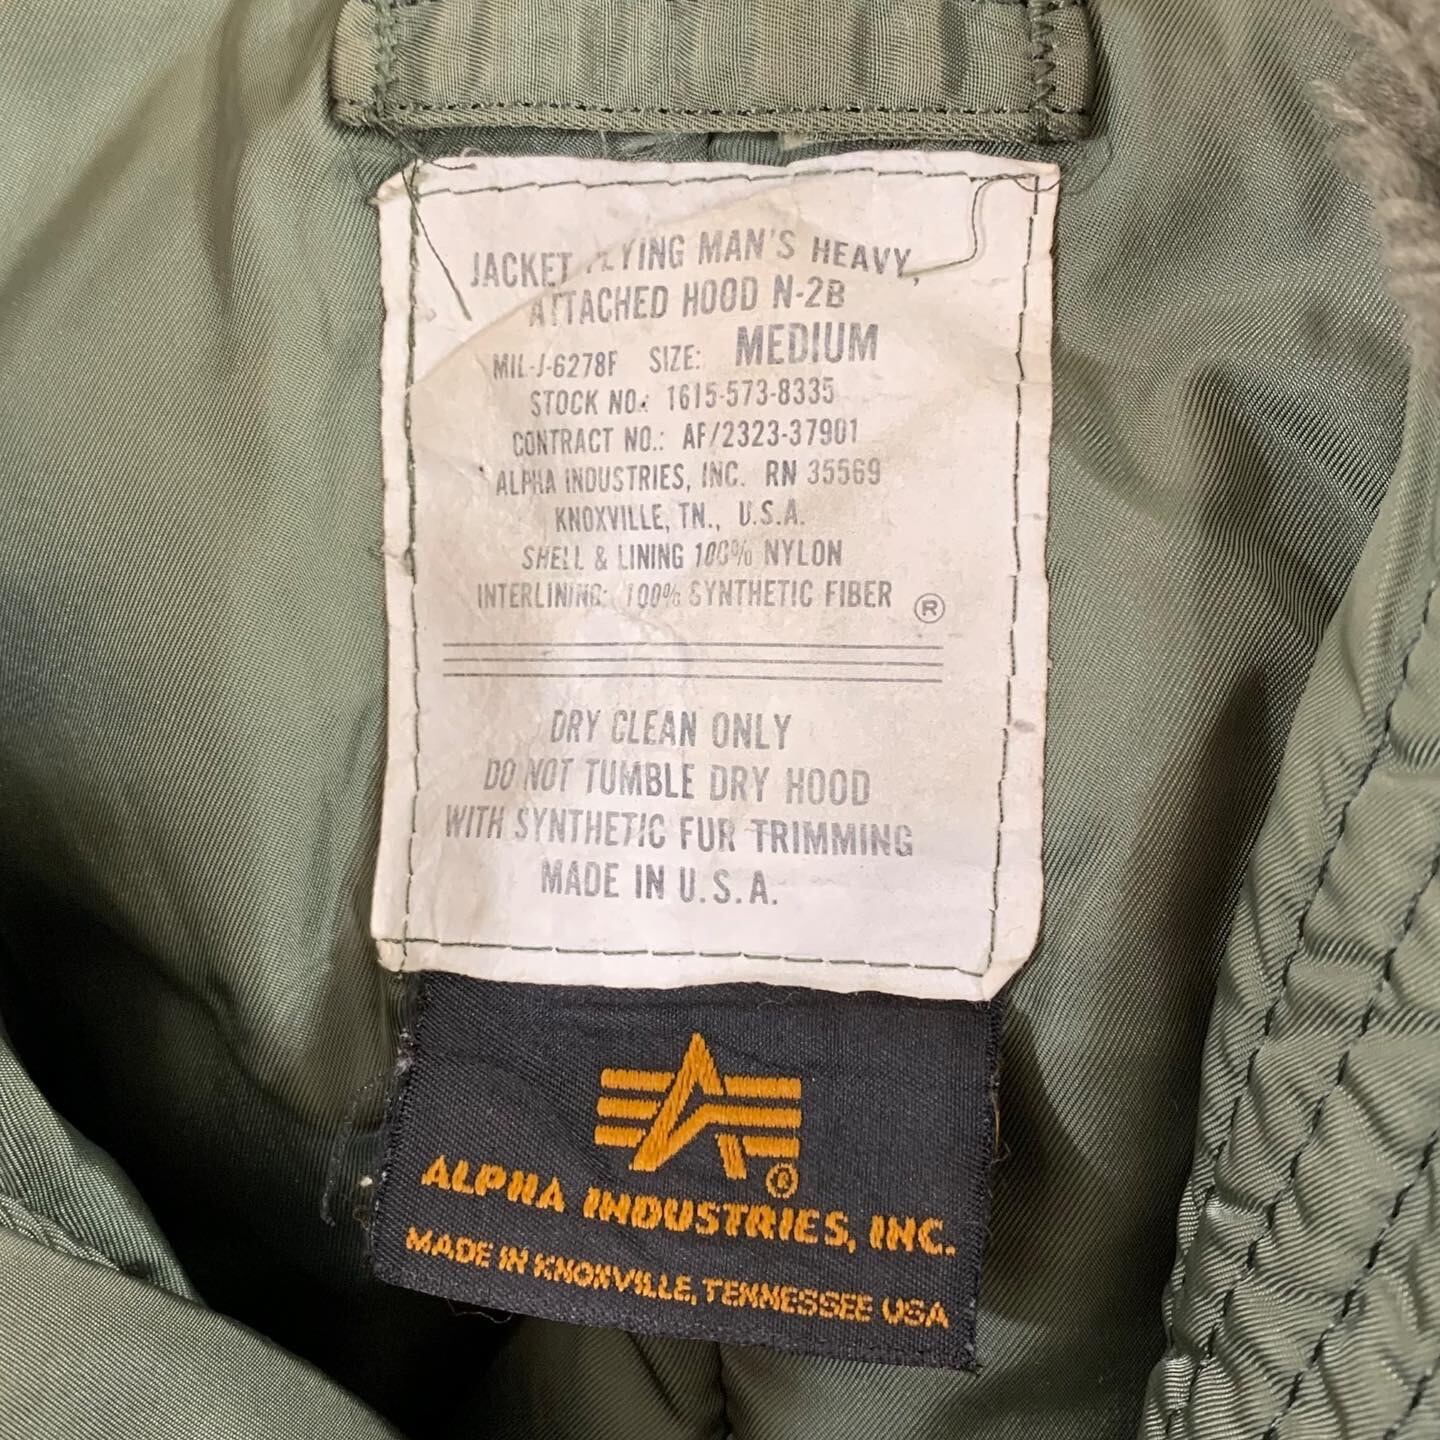 JACKET FLYING MAN'S HEAVY,
ATTACHED HOOD N-2B
MIL-J-6278F SIZE: MEDIUM
STOCK NO.: 1615-573-8335
CONTRACT NO.: AF/2323-37901
ALPHA INDUSTRIES, INC. RN 35569
KNOXVILLE, TN., U.S.A.
SHELL & LINING 100% NYLON
INTERLINING: 100% SYNTHETIC FIBER ®
DRY CLEAN ONLY
DO NOT TUMBLE DRY HOOD
WITH SYNTHETIC FUR TRIMMING
MADE IN U.S.A.
®
ALPHA INDUSTRIES, INC.
MADE IN KNOXVILLE, TENNESSEE USA